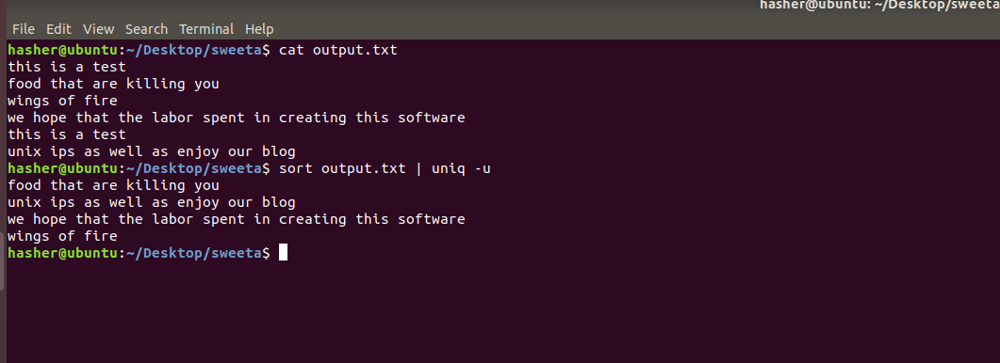 hasher@ubuntu: ~/Desktop/sweeta
File Edit View Search Terminal Help
hasher@ubuntu:~/Desktop/sweeta$ cat output.txt
this is a test
food that are killing you
wings of fire
we hope that the labor spent in creating this software
this is a test
unix ips as well as enjoy our blog
hasher@ubuntu:~/Desktop/sweeta$ sort output.txt | uniq -u
food that are killing you
unix ips as well as enjoy our blog
we hope that the labor spent in creating this software
wings of fire
hasher@ubuntu:~/Desktop/sweeta$